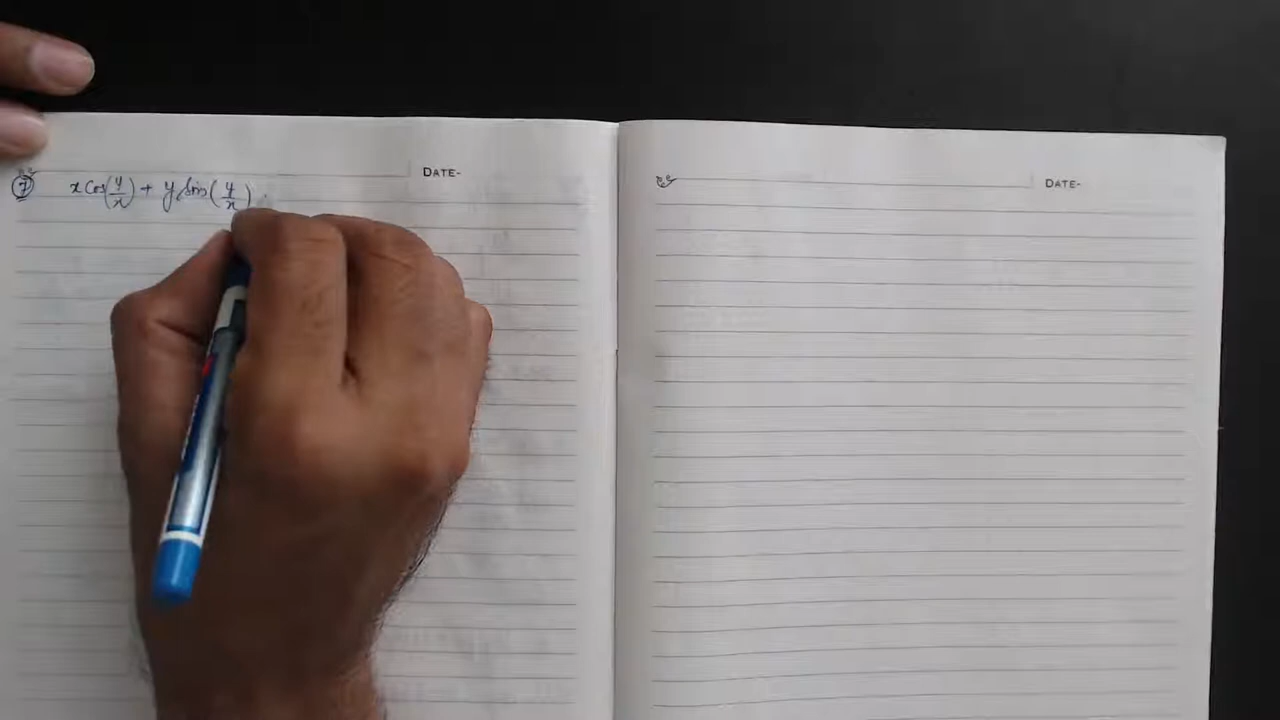 DATE-
⑦ x Cos(y/x) + y Sin(y/x)
DATE-